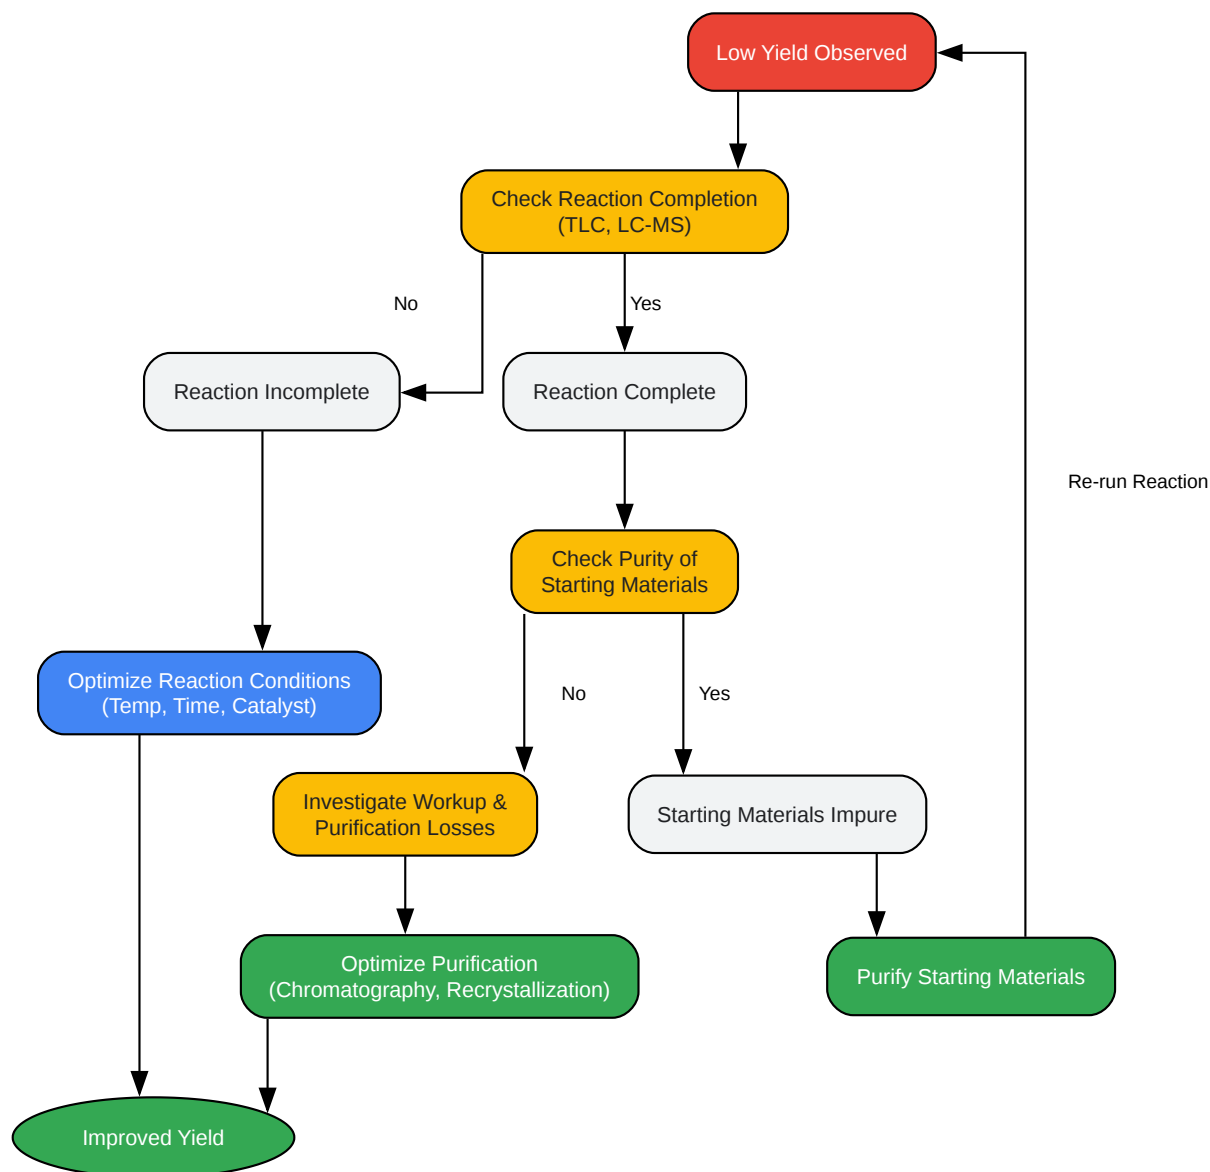 Low Yield Observed
Check Reaction Completion
(TLC, LC-MS)
No
Yes
Reaction Incomplete
Reaction Complete
Re-run Reaction
Check Purity of
Starting Materials
Optimize Reaction Conditions
(Temp, Time, Catalyst)
No
Yes
Investigate Workup &
Purification Losses
Starting Materials Impure
Optimize Purification
(Chromatography, Recrystallization)
Purify Starting Materials
Improved Yield